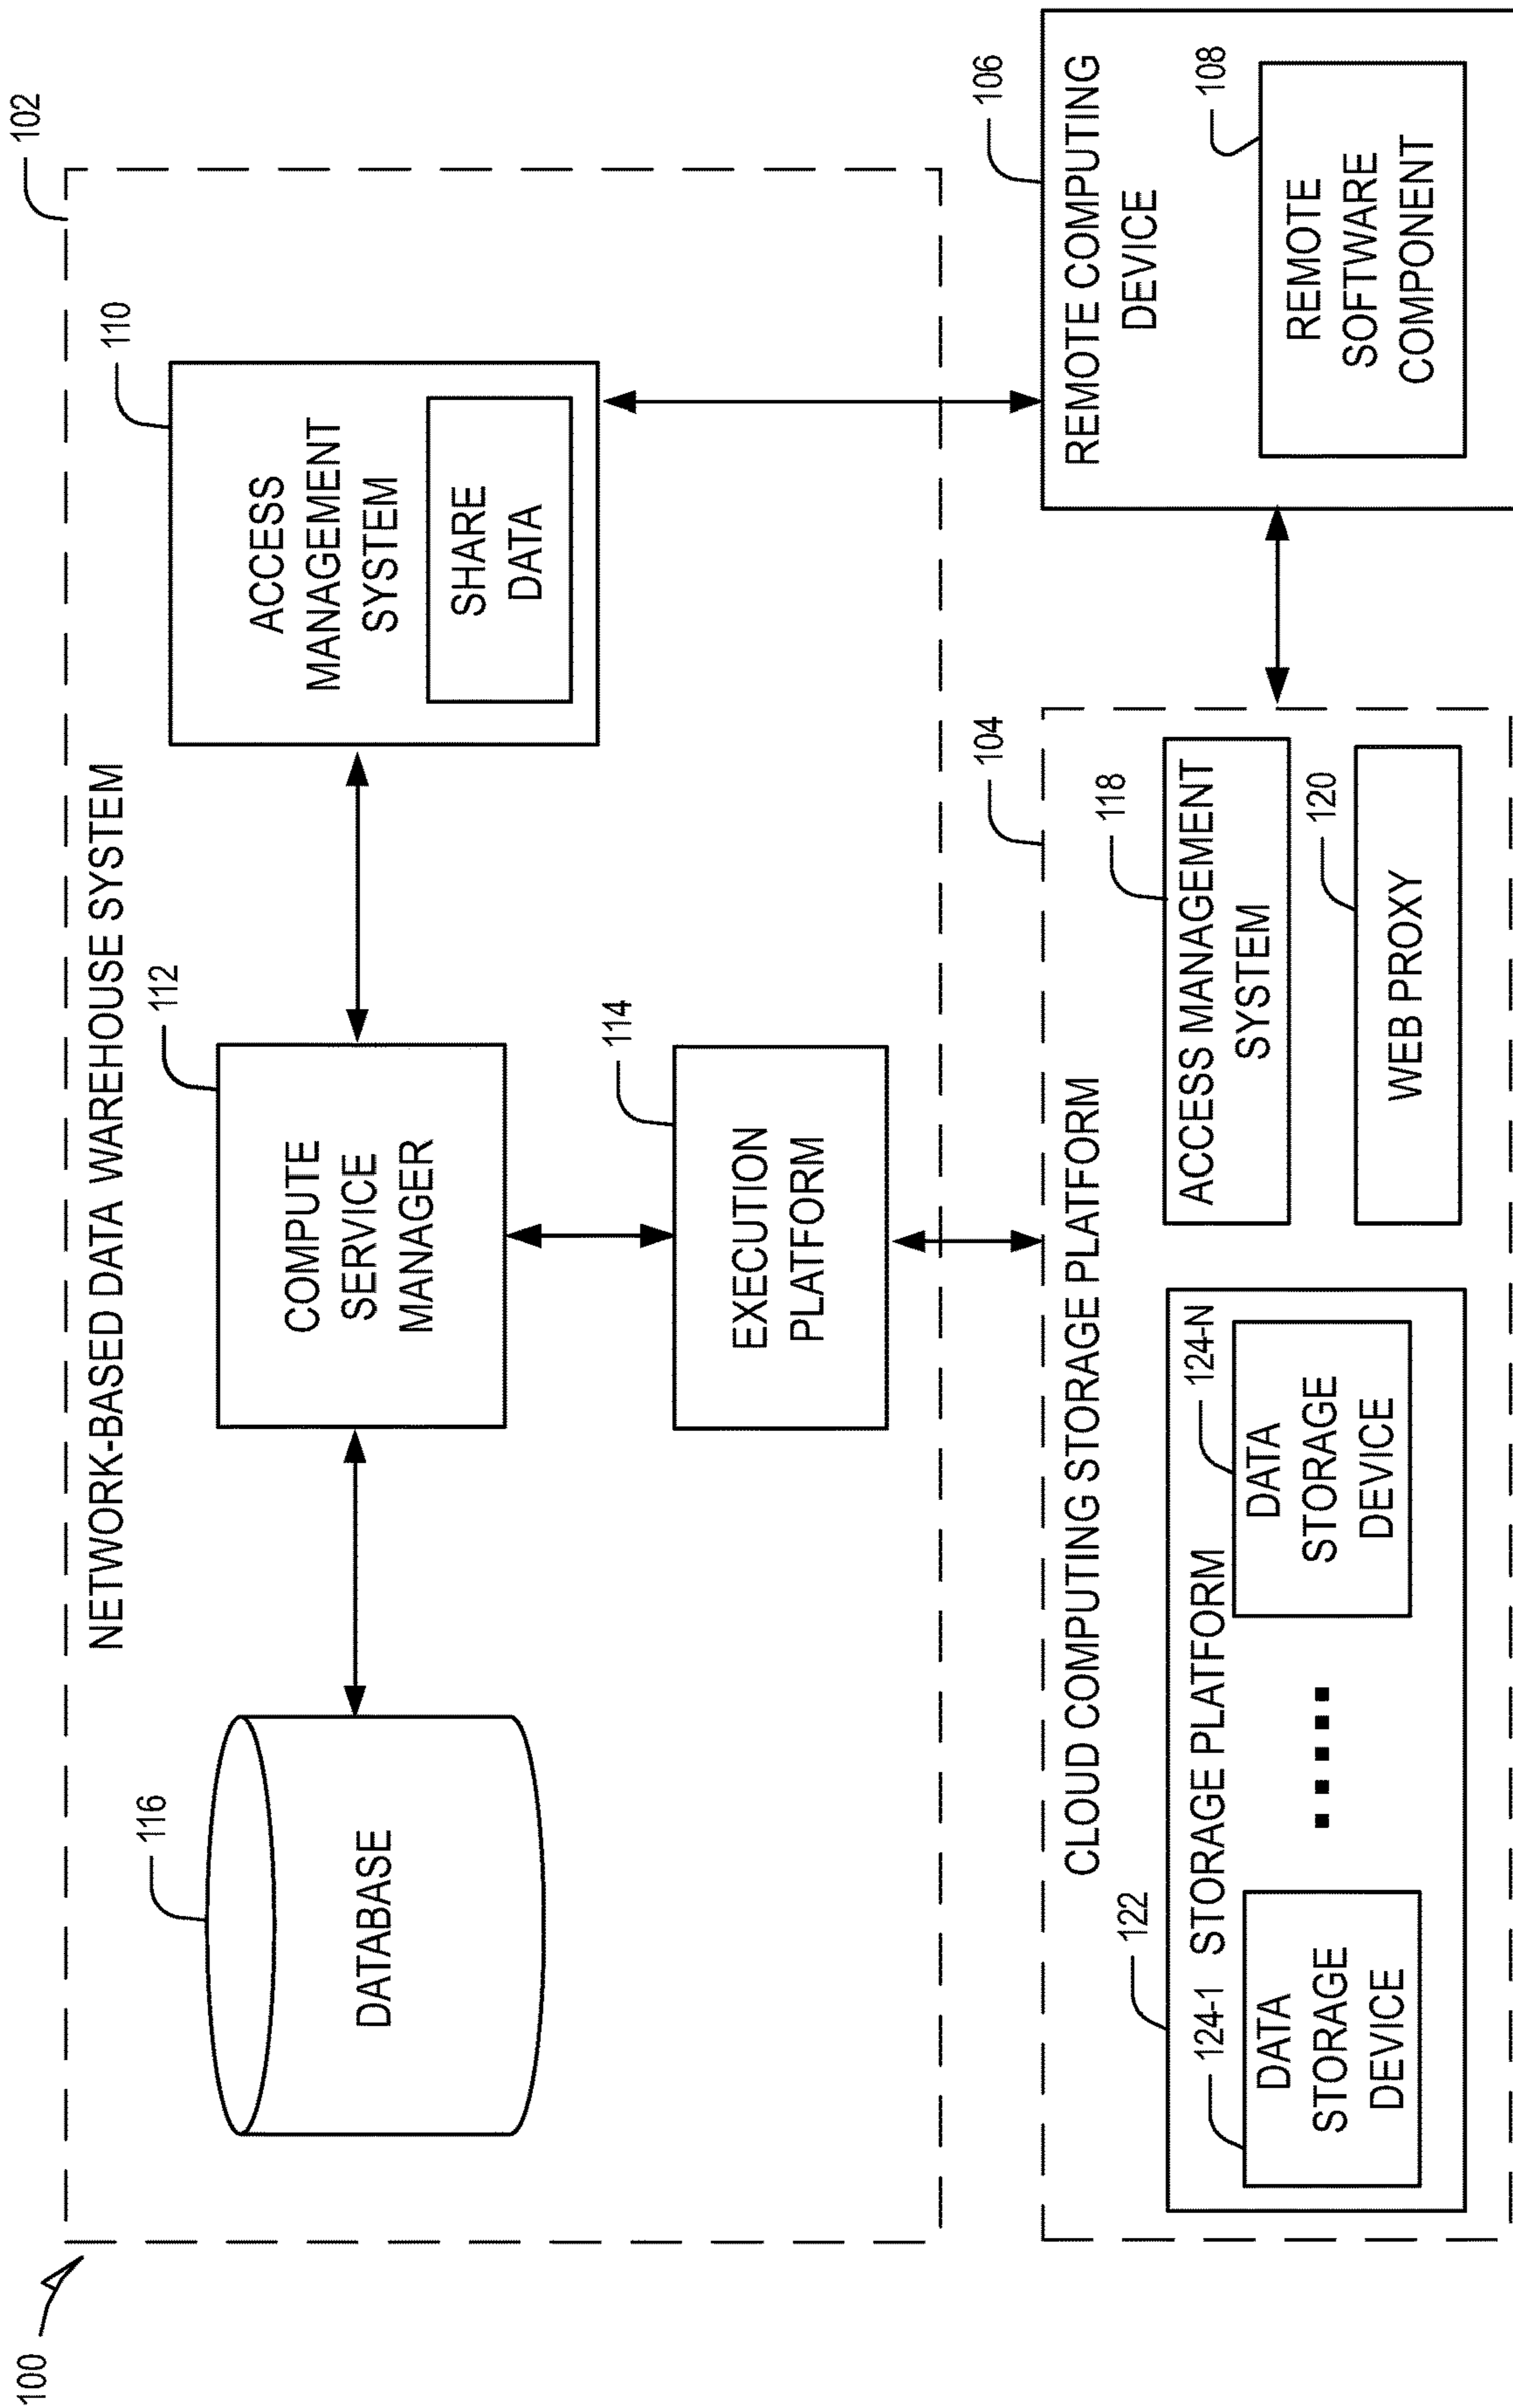 100
102
NETWORK-BASED DATA WAREHOUSE SYSTEM
116
DATABASE
112
COMPUTE
SERVICE
MANAGER
110
ACCESS
MANAGEMENT
SYSTEM
SHARE
DATA
114
EXECUTION
PLATFORM
104
CLOUD COMPUTING STORAGE PLATFORM
122
STORAGE PLATFORM
124-1
DATA
STORAGE
DEVICE
124-N
DATA
STORAGE
DEVICE
118
ACCESS MANAGEMENT
SYSTEM
120
WEB PROXY
106
REMOTE COMPUTING
DEVICE
108
REMOTE
SOFTWARE
COMPONENT